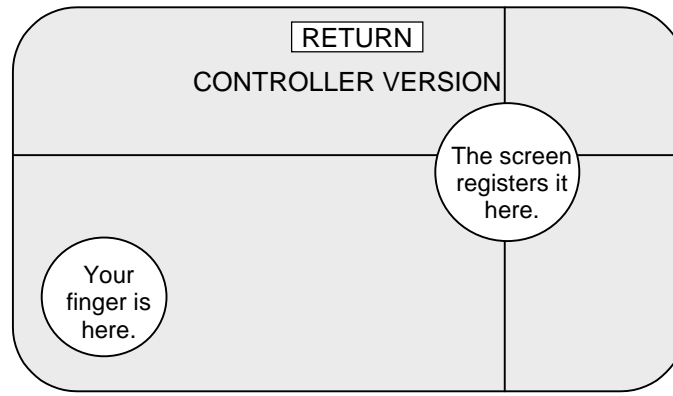 RETURN
CONTROLLER VERSION
The screen
registers it
here.
Your
finger is
here.